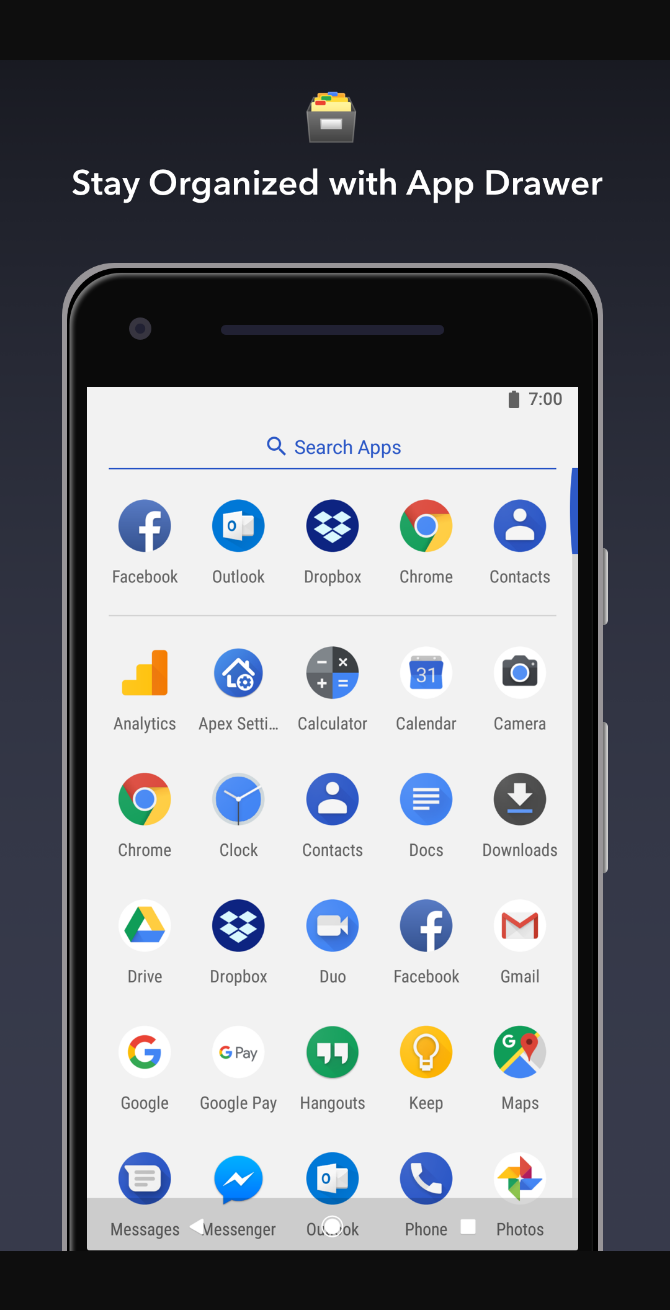 Stay Organized with App Drawer
7:00
Search Apps
Facebook Outlook Dropbox Chrome Contacts
Analytics Apex Setti... Calculator 31 Calendar Camera
Chrome Clock Contacts Docs Downloads
Drive Dropbox Duo Facebook Gmail
G Pay
Google Google Pay Hangouts Keep Maps
Messages Messenger Outlook Phone Photos